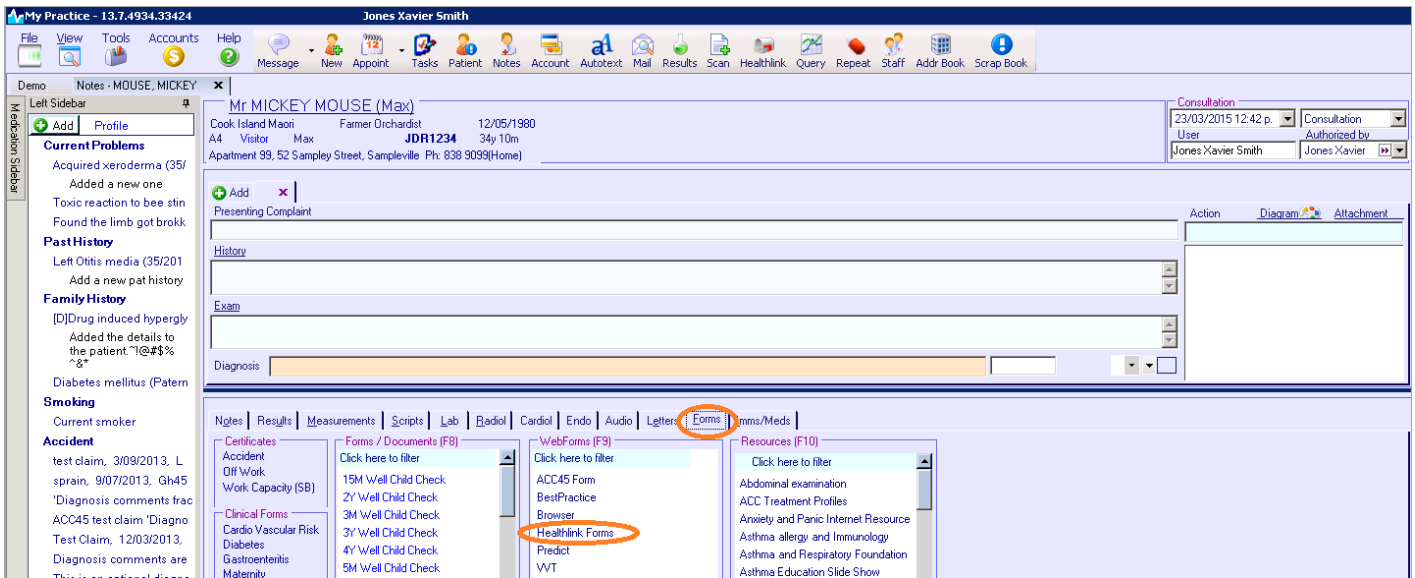 My Practice - 13.7.4934.33424 Jones Xavier Smith
File View Tools Accounts Help
Message New Appoint Tasks Patient Notes Account Autotext Mail Results Scan Healthlink Query Repeat Staff Addr Book Scrap Book
Demo Notes - MOUSE, MICKEY
Medication Sidebar
Left Sidebar
Add Profile
Current Problems
Acquired xeroderma (35/
Added a new one
Toxic reaction to bee stin
Found the limb got brokk
Past History
Left Otitis media (35/201
Add a new pat history
Family History
[D]Drug induced hypergly
Added the details to
the patient.~!@#$%
^&*
Diabetes mellitus (Patern
Smoking
Current smoker
Accident
test claim, 3/09/2013, L
sprain, 9/07/2013, Gh45
'Diagnosis comments frac
ACC45 test claim 'Diagno
Test Claim, 12/03/2013,
Diagnosis comments are
Mr MICKEY MOUSE (Max)
Cook Island Maori Farmer Orchardist 12/05/1980
A4 Visitor Max JDR1234 34y 10m
Apartment 99, 52 Sampley Street, Sampleville Ph: 838 9099(Home)
Consultation
23/03/2015 12:42 p. Consultation
User Authorized by
Jones Xavier Smith Jones Xavier
Add
Presenting Complaint
History
Exam
Diagnosis
Action Diagram Attachment
Notes Results Measurements Scripts Lab Radiol Cardiol Endo Audio Letters Forms Imms/Meds
Certificates
Accident
Off Work
Work Capacity (SB)
Clinical Forms
Cardio Vascular Risk
Diabetes
Gastroenteritis
Maternity
Forms / Documents (F8)
Click here to filter
15M Well Child Check
2Y Well Child Check
3M Well Child Check
3Y Well Child Check
4Y Well Child Check
5M Well Child Check
WebForms (F9)
Click here to filter
ACC45 Form
BestPractice
Browser
Healthlink Forms
Predict
VVT
Resources (F10)
Click here to filter
Abdominal examination
ACC Treatment Profiles
Anxiety and Panic Internet Resource
Asthma allergy and Immunology
Asthma and Respiratory Foundation
Asthma Education Slide Show